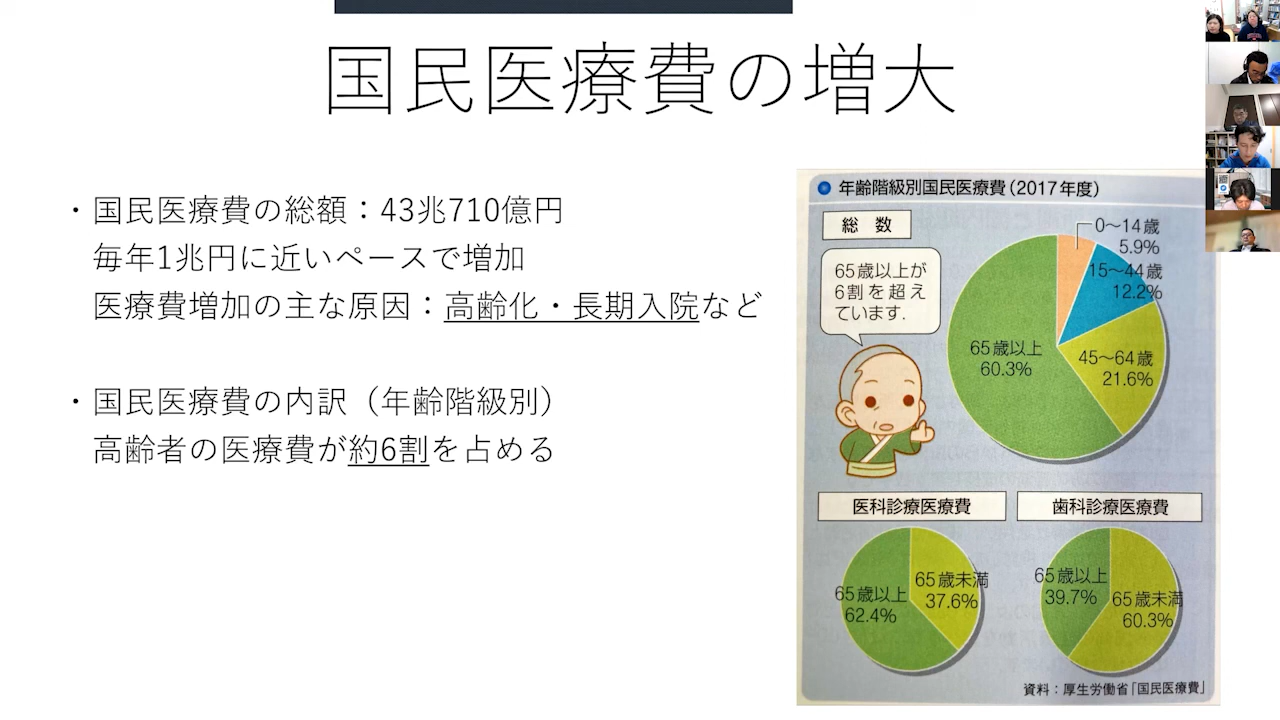 国民医療費の増大
・国民医療費の総額：43兆710億円
毎年1兆円に近いペースで増加
医療費増加の主な原因：高齢化・長期入院など
・国民医療費の内訳（年齢階級別）
高齢者の医療費が約6割を占める
年齢階級別国民医療費（2017年度）
総数
65歳以上が
6割を超え
ています．
0〜14歳
5.9%
15〜44歳
12.2%
45〜64歳
21.6%
65歳以上
60.3%
医科診療医療費
65歳以上
62.4%
65歳未満
37.6%
歯科診療医療費
65歳以上
39.7%
65歳未満
60.3%
資料：厚生労働省「国民医療費」